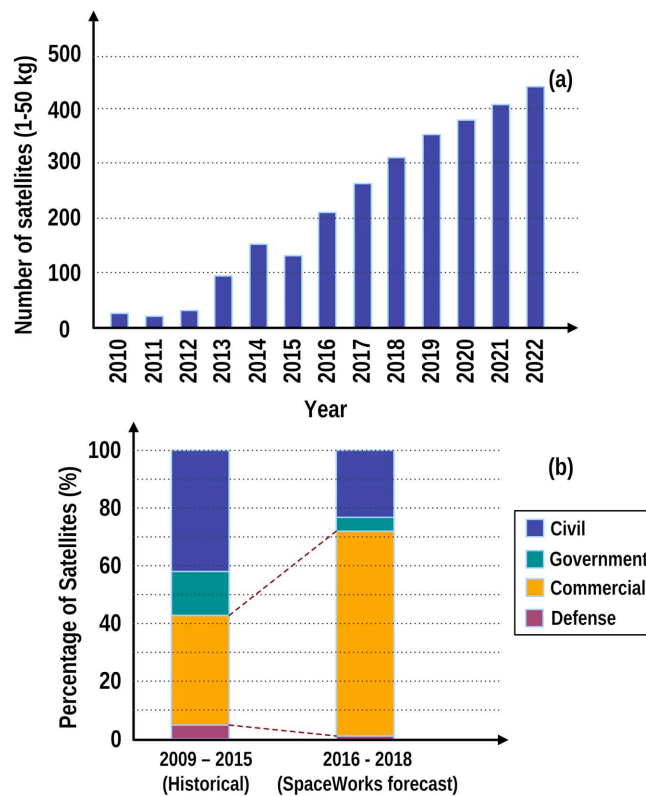 Number of satellites (1-50 kg)
500
400
300
200
100
0
(a)
2010 2011 2012 2013 2014 2015 2016 2017 2018 2019 2020 2021 2022
Year
Percentage of Satellites (%)
100
80
60
40
20
0
(b)
Civil
Government
Commercial
Defense
2009 – 2015 2016 - 2018
(Historical) (SpaceWorks forecast)